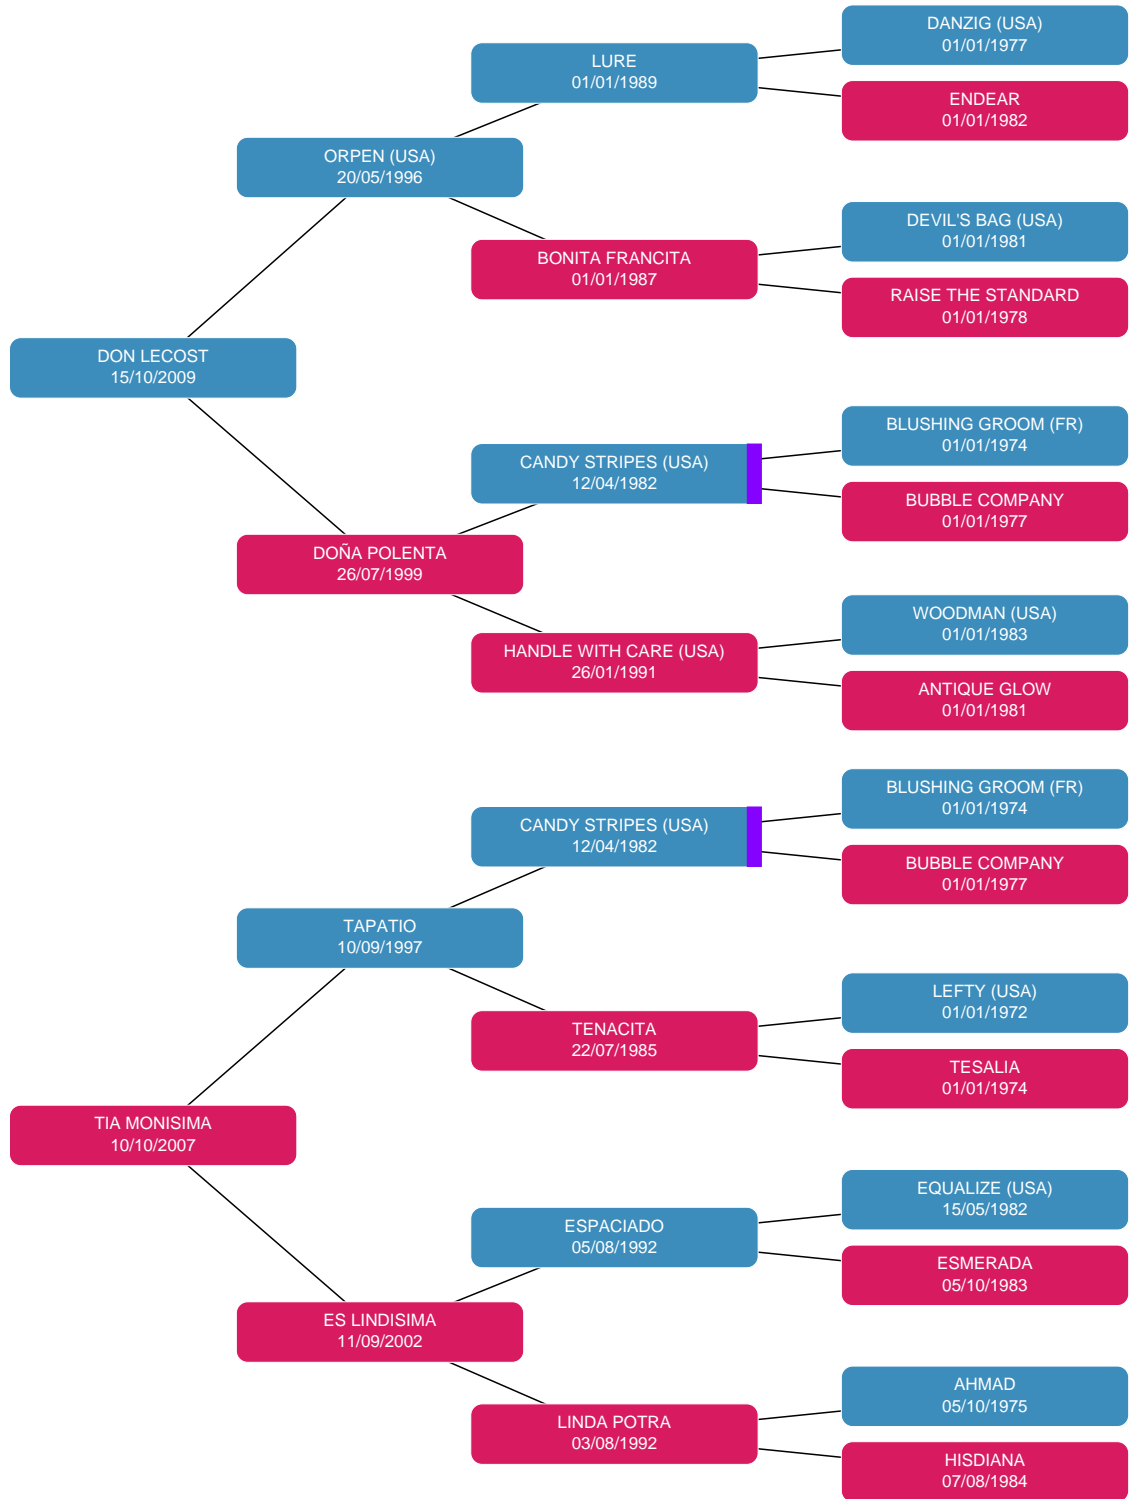 DANZIG (USA)
01/01/1977
LURE
01/01/1989
ENDEAR
01/01/1982
ORPEN (USA)
20/05/1996
DEVIL'S BAG (USA)
01/01/1981
BONITA FRANCITA
01/01/1987
RAISE THE STANDARD
01/01/1978
DON LECOST
15/10/2009
BLUSHING GROOM (FR)
01/01/1974
CANDY STRIPES (USA)
12/04/1982
BUBBLE COMPANY
01/01/1977
DOÑA POLENTA
26/07/1999
WOODMAN (USA)
01/01/1983
HANDLE WITH CARE (USA)
26/01/1991
ANTIQUE GLOW
01/01/1981
BLUSHING GROOM (FR)
01/01/1974
CANDY STRIPES (USA)
12/04/1982
BUBBLE COMPANY
01/01/1977
TAPATIO
10/09/1997
LEFTY (USA)
01/01/1972
TENACITA
22/07/1985
TESALIA
01/01/1974
TIA MONISIMA
10/10/2007
EQUALIZE (USA)
15/05/1982
ESPACIADO
05/08/1992
ESMERADA
05/10/1983
ES LINDISIMA
11/09/2002
AHMAD
05/10/1975
LINDA POTRA
03/08/1992
HISDIANA
07/08/1984